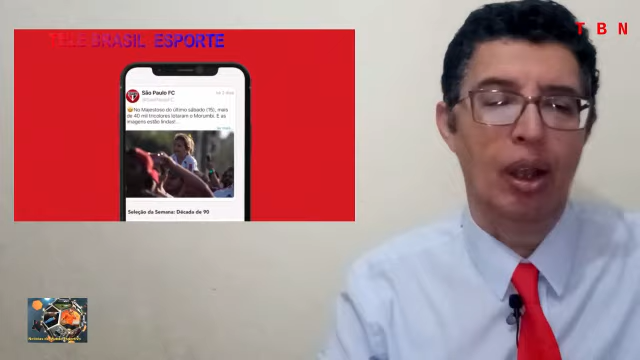 TELE BRASIL ESPORTE
T B N
São Paulo FC
No Majestoso do último sábado (15), mais
de 40 mil tricolores lotaram o Morumbi. E as
imagens estão lindas!...
Seleção da Semana: Década de 90